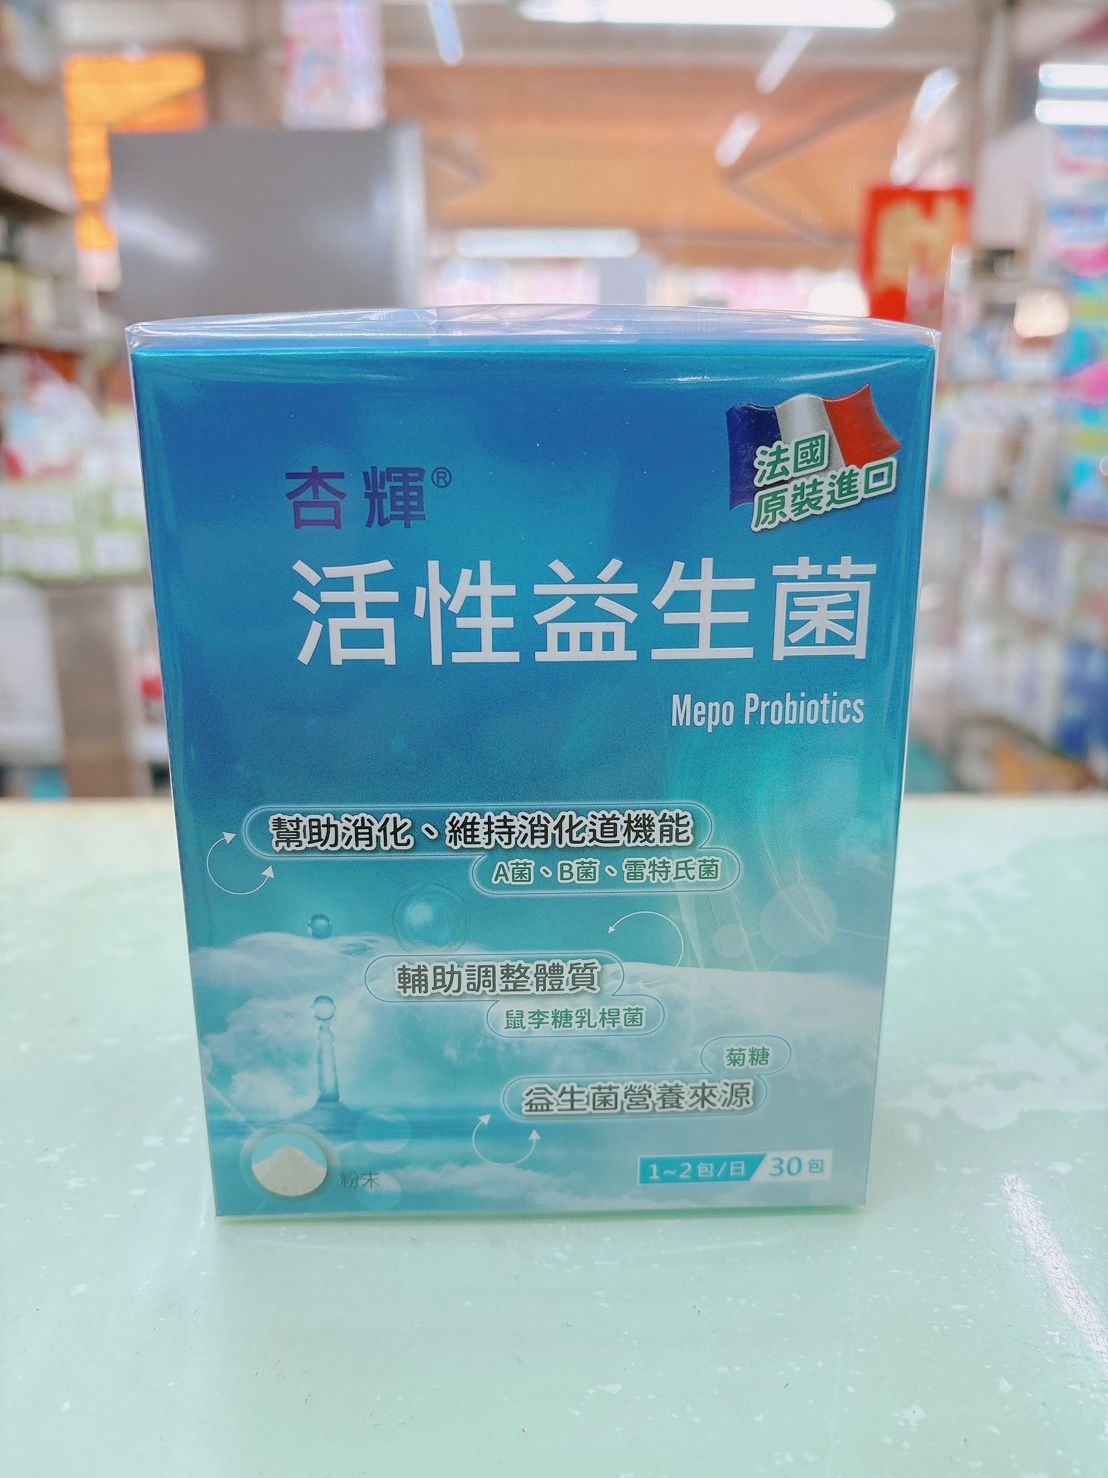 法國
原裝進口
杏輝®
活性益生菌
Mepo Probiotics
幫助消化、維持消化道機能
A菌、B菌、雷特氏菌
輔助調整體質
鼠李糖乳桿菌
菊糖
益生菌營養來源
粉末
1~2包/日 30包